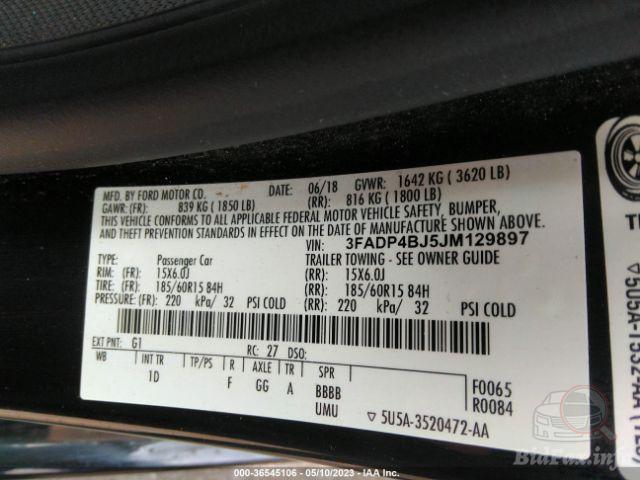 MFD. BY FORD MOTOR CO. DATE: 06/18 GVWR: 1642 KG ( 3620 LB)
GAWR: (FR): 839 KG ( 1850 LB) (RR): 816 KG ( 1800 LB)
THIS VEHICLE CONFORMS TO ALL APPLICABLE FEDERAL MOTOR VEHICLE SAFETY, BUMPER,
AND THEFT PREVENTION STANDARDS IN EFFECT ON THE DATE OF MANUFACTURE SHOWN ABOVE.
VIN: 3FADP4BJ5JM129897
TYPE: Passenger Car TRAILER TOWING - SEE OWNER GUIDE
RIM: (FR): 15X6.0J (RR): 15X6.0J
TIRE: (FR): 185/60R15 84H (RR): 185/60R15 84H
PRESSURE: (FR): 220 kPa/ 32 PSI COLD (RR): 220 kPa/ 32 PSI COLD
EXT PNT: G1 RC: 27 DSO:
WB INT TR TP/PS R AXLE TR SPR F0065
1D F GG A BBBB R0084
UMU ▽5U5A-3520472-AA
BidFax.info
000-36545106 - 05/10/2023 - IAA Inc.